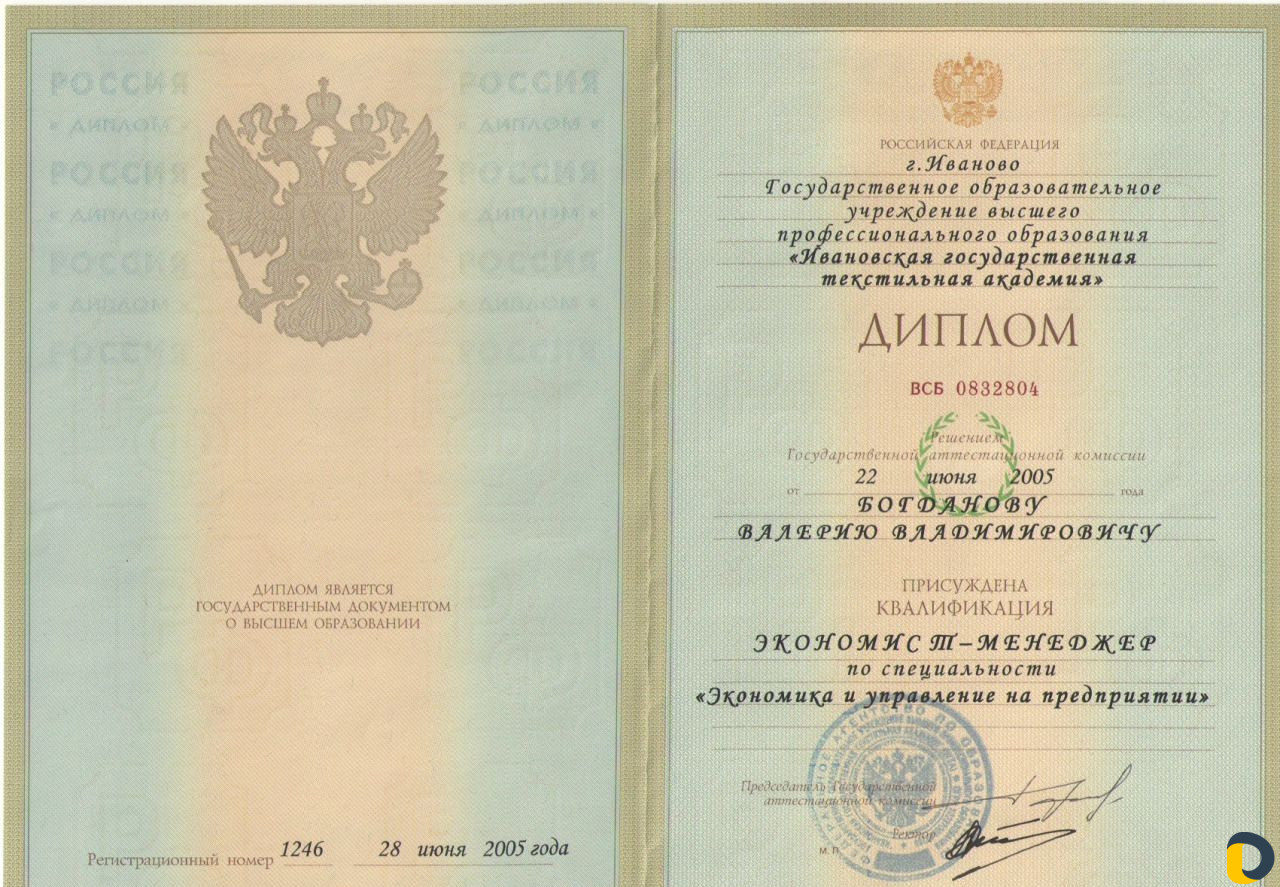 РОССИЯ РОССИЯ
« ДИПЛОМ » « ДИПЛОМ »
РОССИЯ РОССИЯ
« ДИПЛОМ » « ДИПЛОМ »
РОССИЯ РОССИЯ
« ДИПЛОМ » « ДИПЛОМ »
РОССИЯ РОССИЯ
ДИПЛОМ ЯВЛЯЕТСЯ
ГОСУДАРСТВЕННЫМ ДОКУМЕНТОМ
О ВЫСШЕМ ОБРАЗОВАНИИ
Регистрационный номер 1246 28 июня 2005 года
РОССИЙСКАЯ ФЕДЕРАЦИЯ
г.Иваново
Государственное образовательное
учреждение высшего
профессионального образования
«Ивановская государственная
текстильная академия»
ДИПЛОМ
ВСБ 0832804
Решением
Государственной аттестационной комиссии
от 22 июня 2005 года
БОГДАНОВУ
ВАЛЕРИЮ ВЛАДИМИРОВИЧУ
ПРИСУЖДЕНА
КВАЛИФИКАЦИЯ
ЭКОНОМИСТ-МЕНЕДЖЕР
по специальности
«Экономика и управление на предприятии»
Председатель Государственной
аттестационной комиссии
Ректор
М. П.